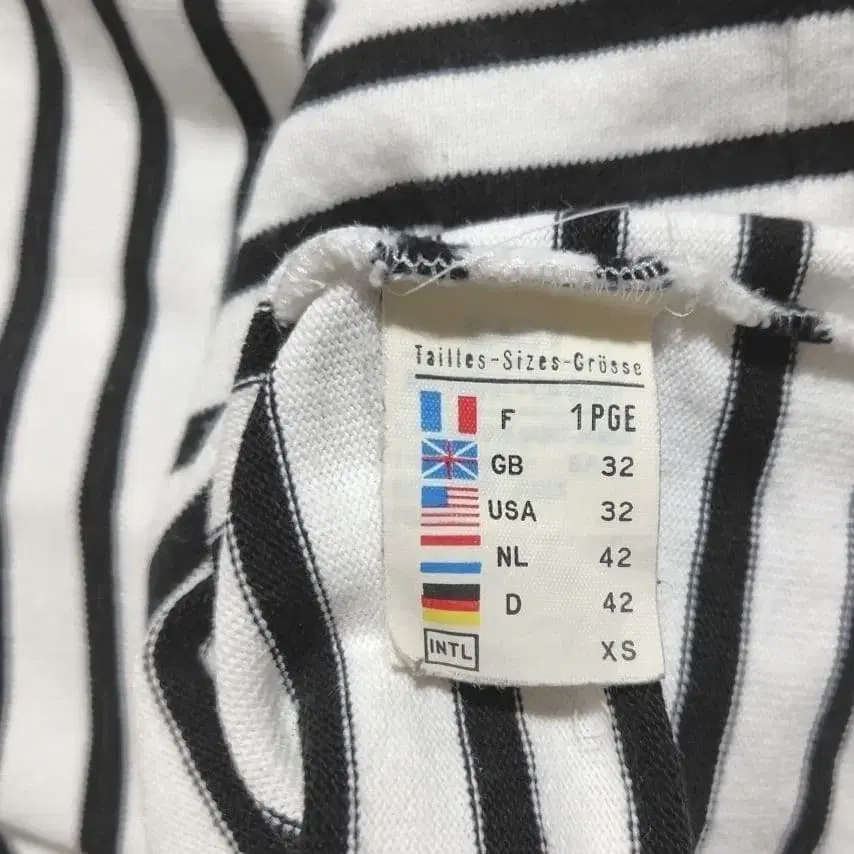 Tailles-Sizes-Grösse
F 1PGE
GB 32
USA 32
NL 42
D 42
INTL XS